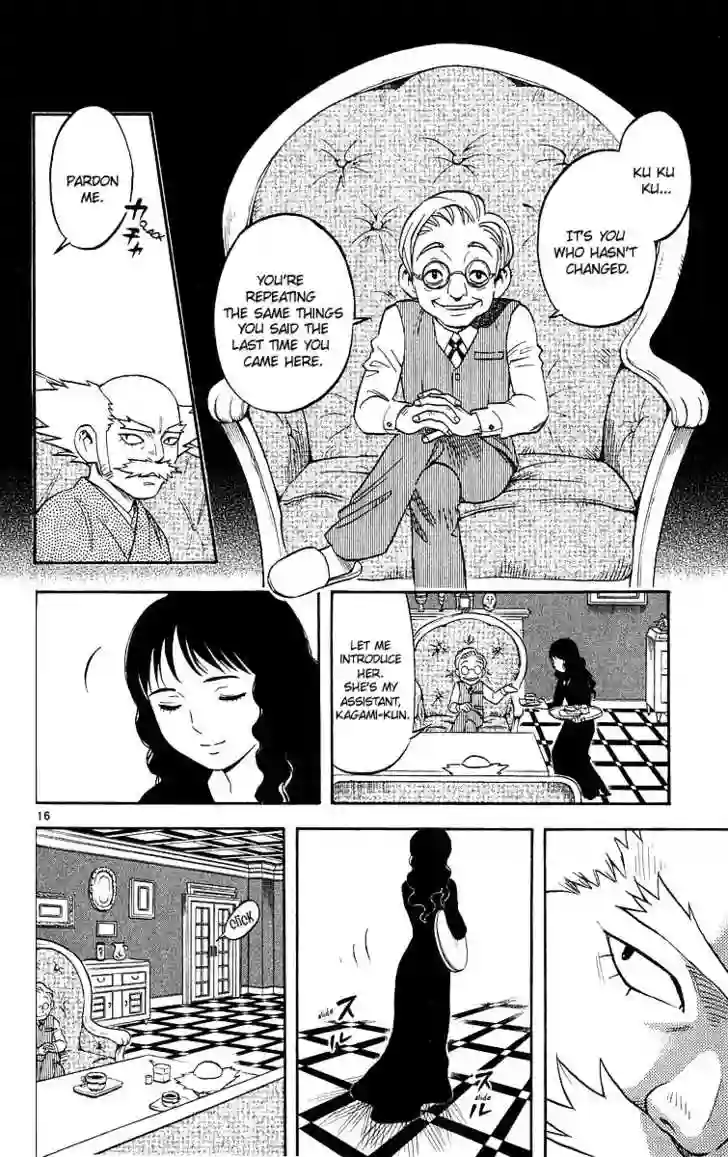 KU KU
KU...
IT'S YOU
WHO HASN'T
CHANGED.
YOU'RE
REPEATING
THE SAME THINGS
YOU SAID THE
LAST TIME YOU
CAME HERE.
PARDON
ME.
カチャ
CLACK
LET ME
INTRODUCE
HER.
SHE'S MY
ASSISTANT,
KAGAMI-KUN.
16
スル
slide
スル
slide
click